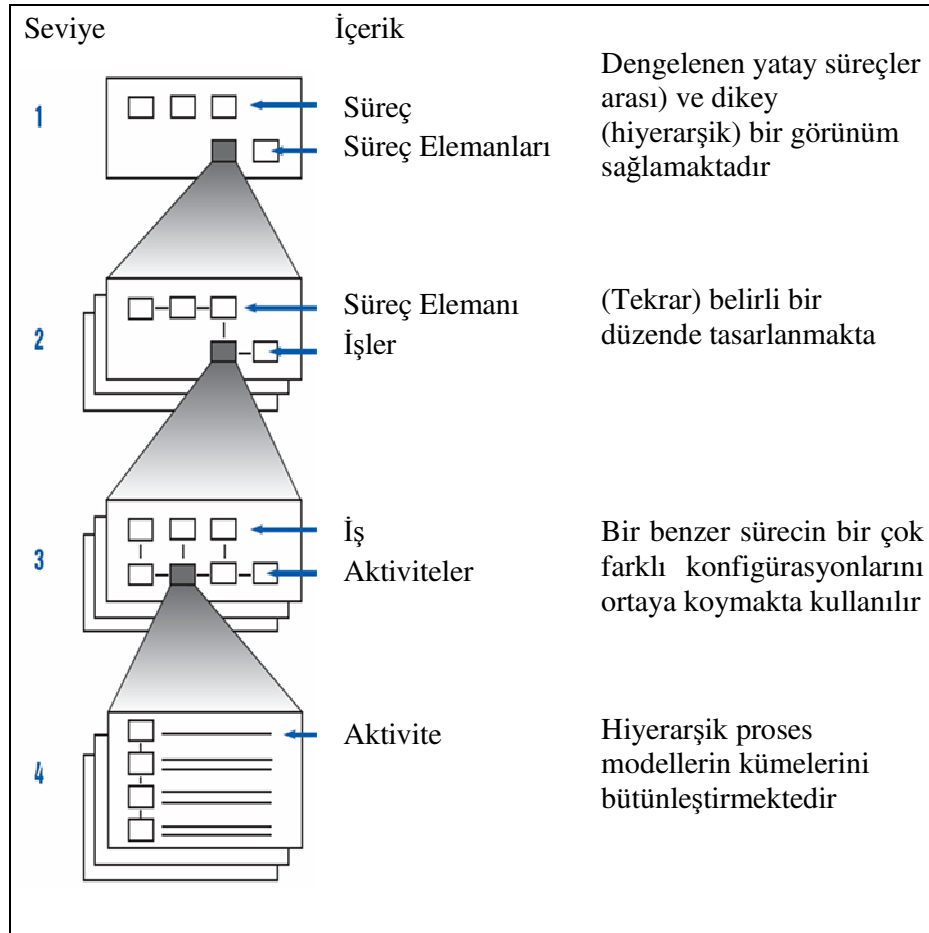 Seviye İçerik
1
Süreç
Süreç Elemanları
Dengelenen yatay süreçler
arası) ve dikey
(hiyerarşik) bir görünüm
sağlamaktadır
2
Süreç Elemanı
İşler
(Tekrar) belirli bir
düzende tasarlanmakta
3
İş
Aktiviteler
Bir benzer sürecin bir çok
farklı konfigürasyonlarını
ortaya koymakta kullanılır
4
Aktivite
Hiyerarşik proses
modellerin kümelerini
bütünleştirmektedir